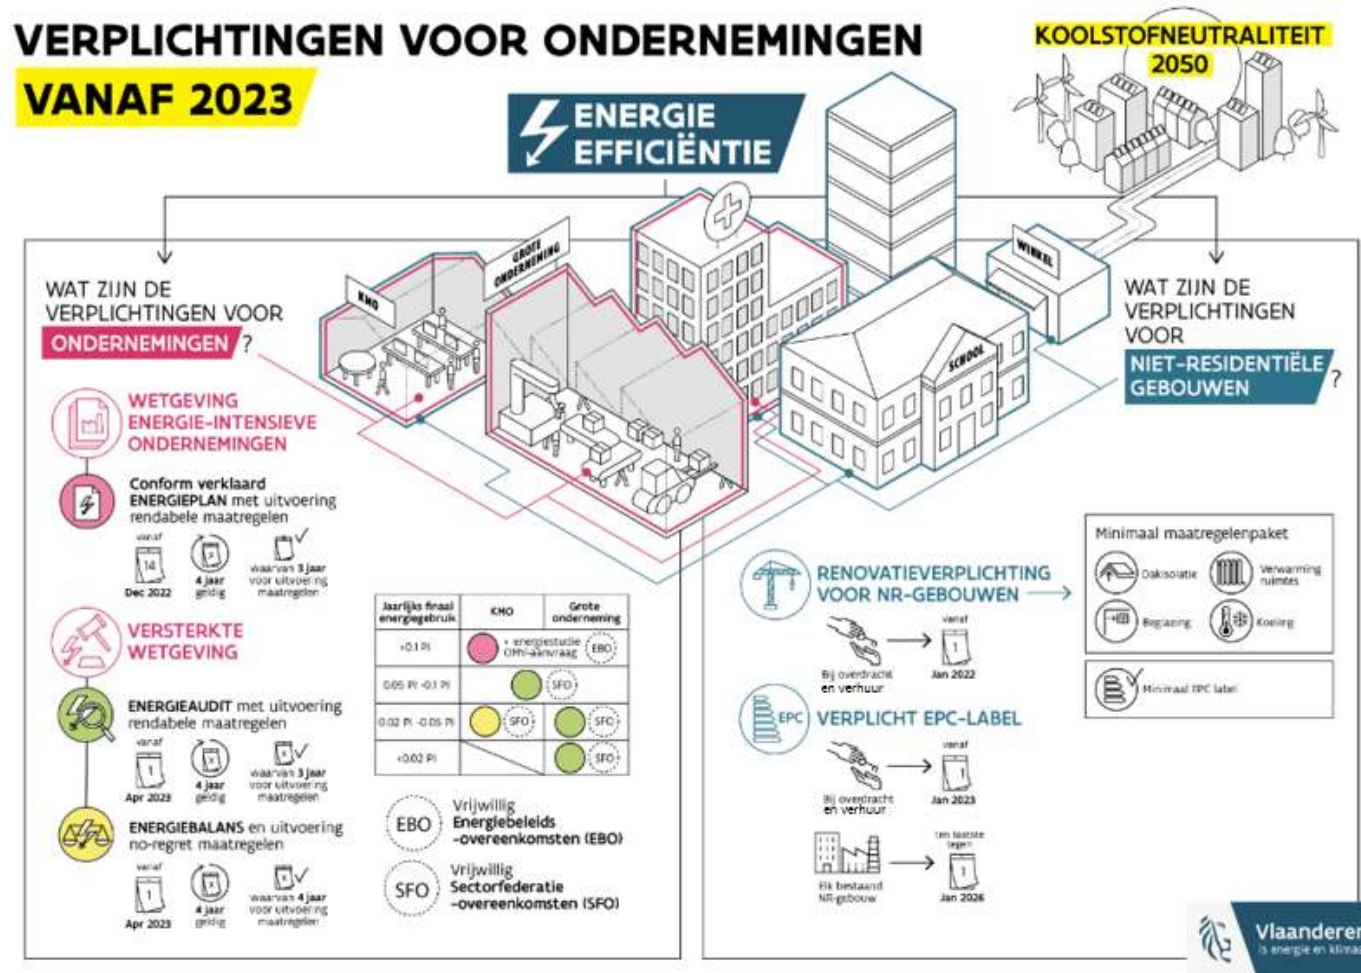 VERPLICHTINGEN VOOR ONDERNEMINGEN
VANAF 2023
KOOLSTOFNEUTRALITEIT
2050
ENERGIE
EFFICIËNTIE
KMO
GROTE
ONDERNEMING
WINKEL
SCHOOL
WAT ZIJN DE
VERPLICHTINGEN VOOR
ONDERNEMINGEN ?
WETGEVING
ENERGIE-INTENSIEVE
ONDERNEMINGEN
Conform verklaard
ENERGIEPLAN met uitvoering
rendabele maatregelen
vanaf
14
Dec 2022
4 jaar
geldig
waarvan 3 jaar
voor uitvoering
maatregelen
VERSTERKTE
WETGEVING
ENERGIEAUDIT met uitvoering
rendabele maatregelen
vanaf
1
Apr 2023
4 jaar
geldig
waarvan 3 jaar
voor uitvoering
maatregelen
ENERGIEBALANS en uitvoering
no-regret maatregelen
vanaf
1
Apr 2023
4 jaar
geldig
waarvan 4 jaar
voor uitvoering
maatregelen
Jaarlijks finaal
energiegebruik
KMO
Grote
onderneming
>0.1 PJ
+ energiestudie
OMV-aanvraag
EBO
0.05 PJ -0.1 PJ
SFO
0.02 PJ -0.05 PJ
SFO
SFO
<0.02 PJ
SFO
EBO
Vrijwillig
Energiebeleids
-overeenkomsten (EBO)
SFO
Vrijwillig
Sectorfederatie
-overeenkomsten (SFO)
WAT ZIJN DE
VERPLICHTINGEN
VOOR
NIET-RESIDENTIËLE
GEBOUWEN ?
RENOVATIEVERPLICHTING
VOOR NR-GEBOUWEN
Bij overdracht
en verhuur
vanaf
1
Jan 2022
EPC
VERPLICHT EPC-LABEL
Bij overdracht
en verhuur
vanaf
1
Jan 2023
Elk bestaand
NR-gebouw
ten laatste
tegen
1
Jan 2026
Minimaal maatregelenpakket
Dakisolatie
Verwarming
ruimtes
Beglazing
Koeling
Minimaal EPC label
Vlaanderen
is energie en klimaat